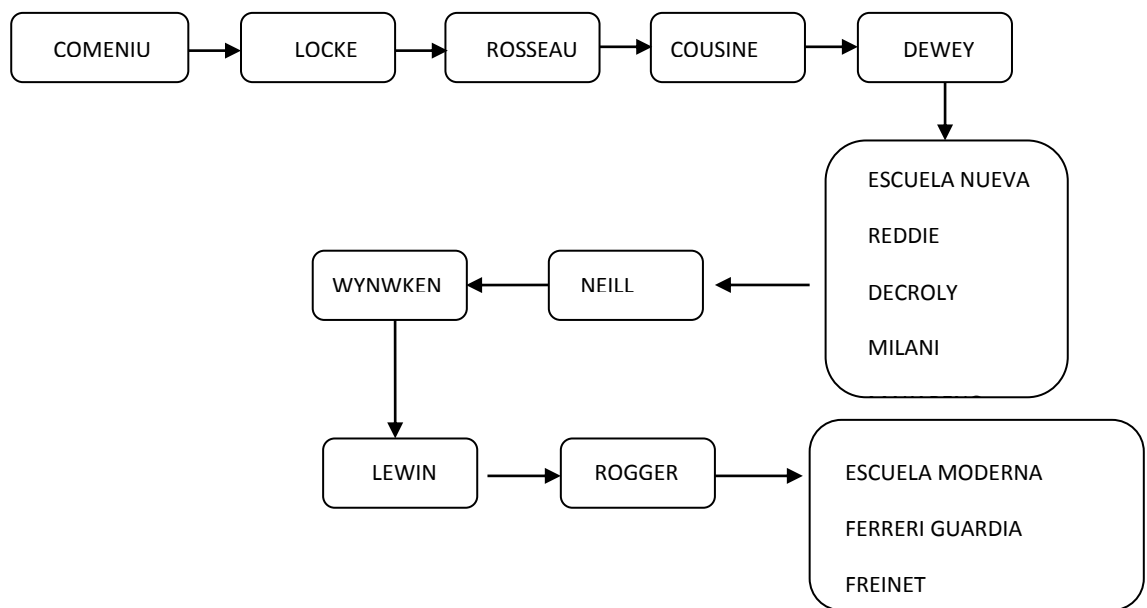 COMENIU
LOCKE
ROSSEAU
COUSINE
DEWEY
ESCUELA NUEVA
REDDIE
DECROLY
MILANI
NEILL
WYNWKEN
LEWIN
ROGGER
ESCUELA MODERNA
FERRERI GUARDIA
FREINET